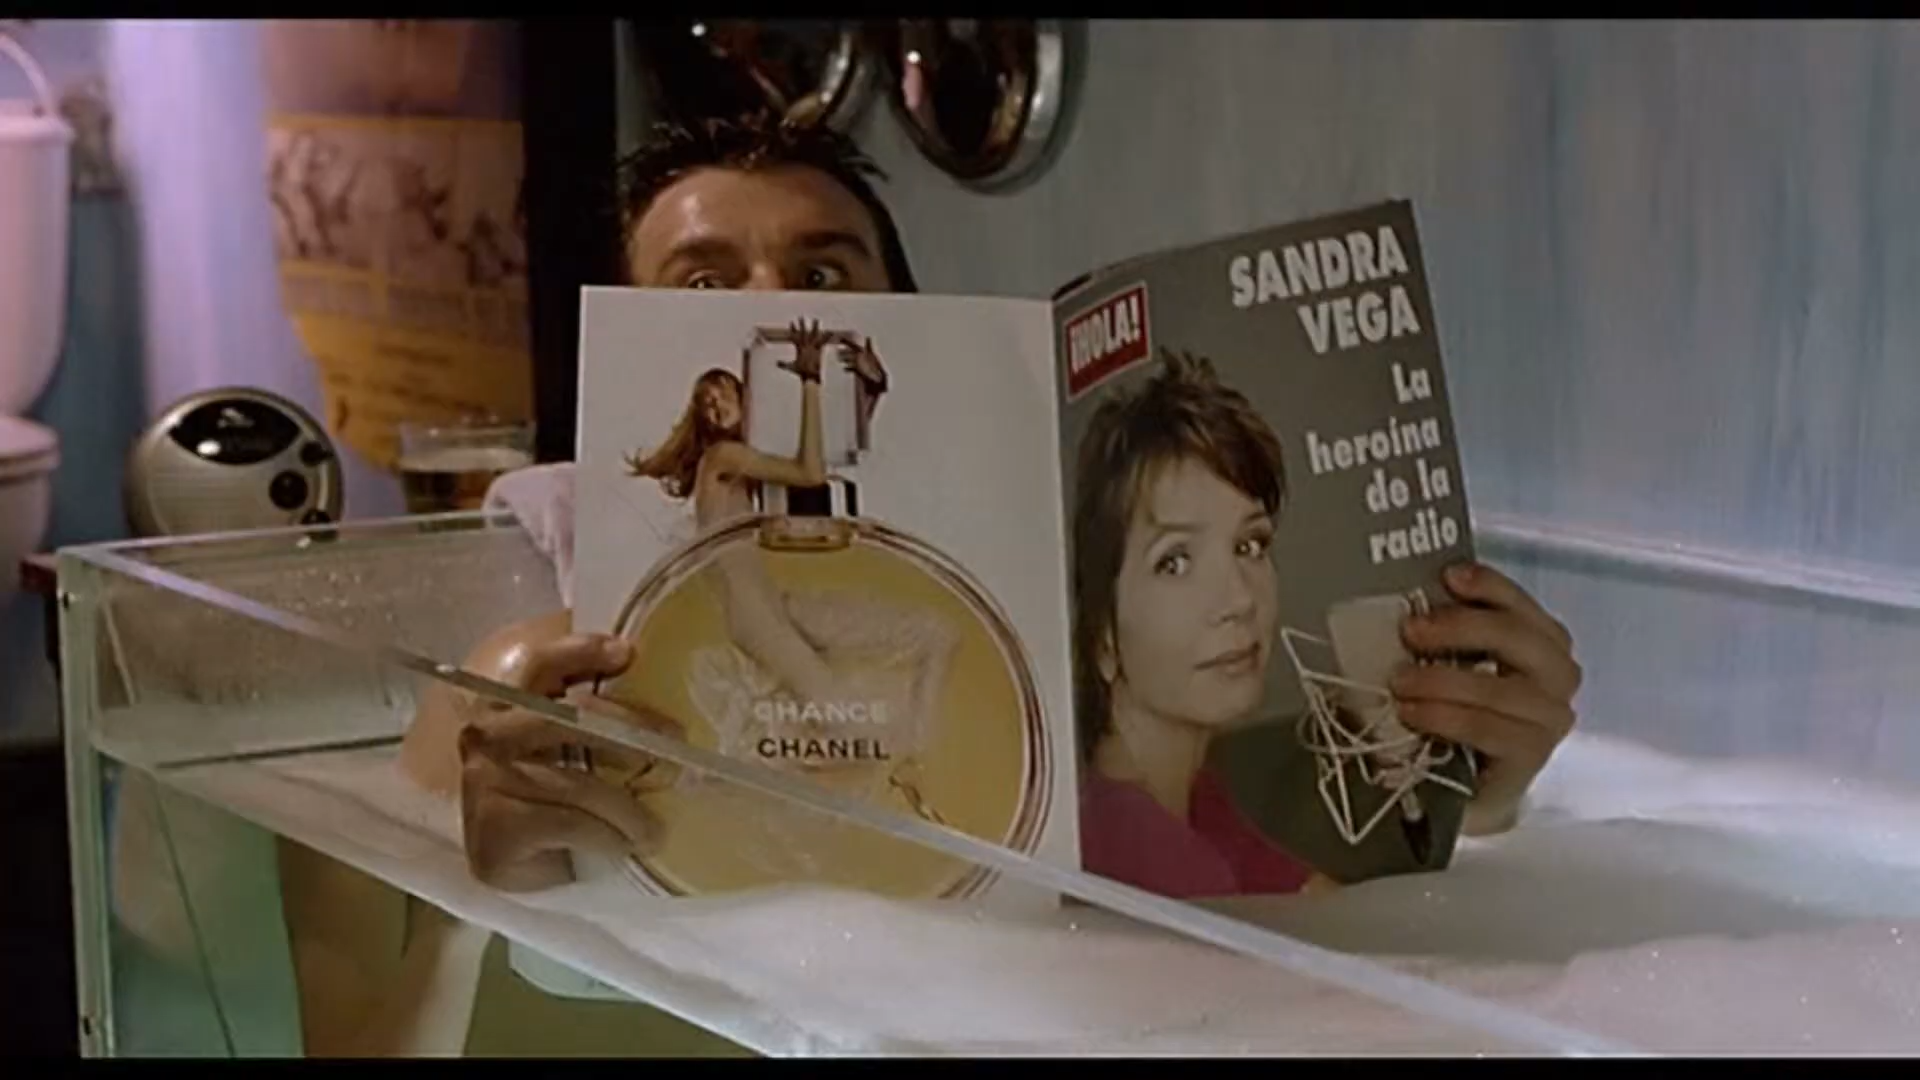 CHANCE
CHANEL
¡HOLA!
SANDRA
VEGA
La
heroína
de la
radio